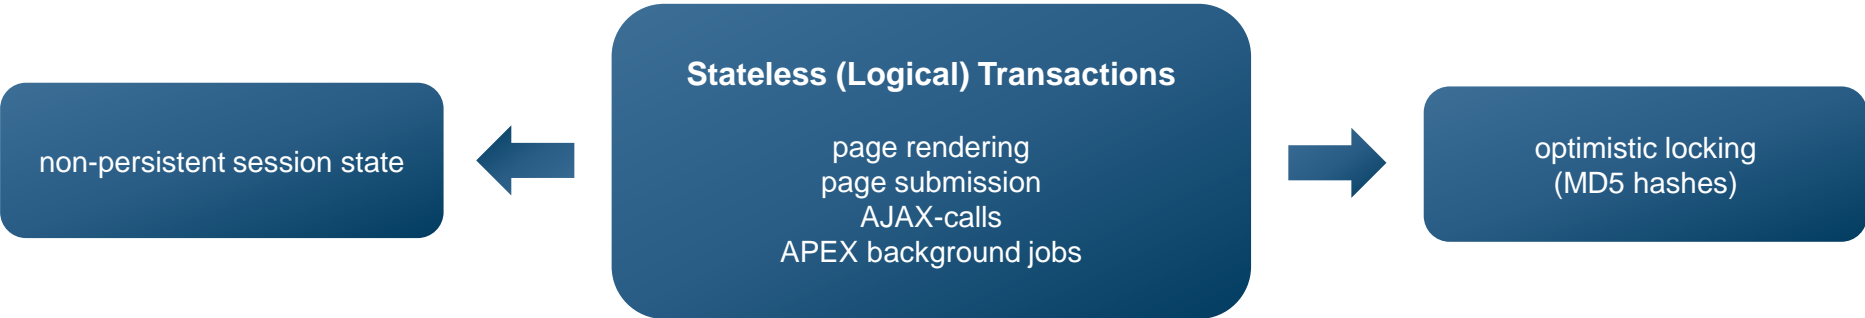 non-persistent session state
Stateless (Logical) Transactions
page rendering
page submission
AJAX-calls
APEX background jobs
optimistic locking
(MD5 hashes)